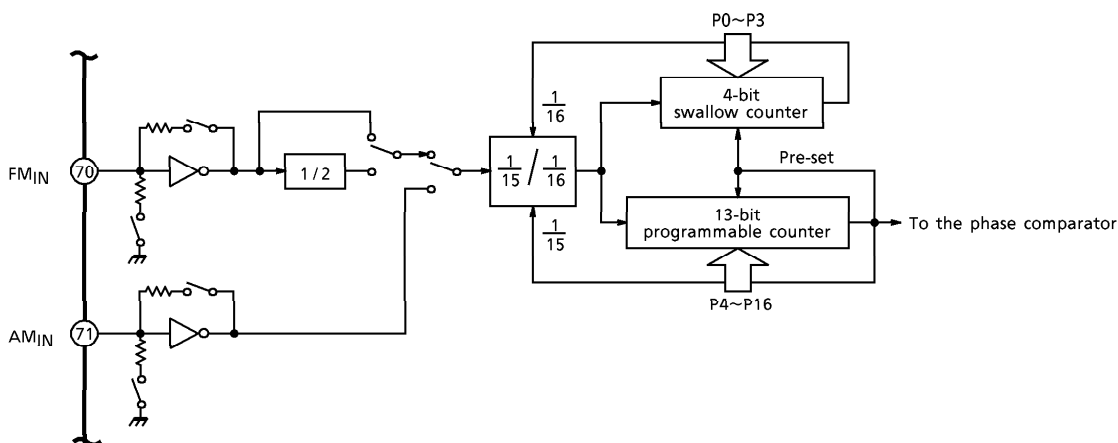 P0~P3
4-bit
swallow counter
1
16
FMIN
70
1 / 2
1
15
/
1
16
Pre-set
13-bit
programmable counter
To the phase comparator
1
15
P4~P16
AMIN
71